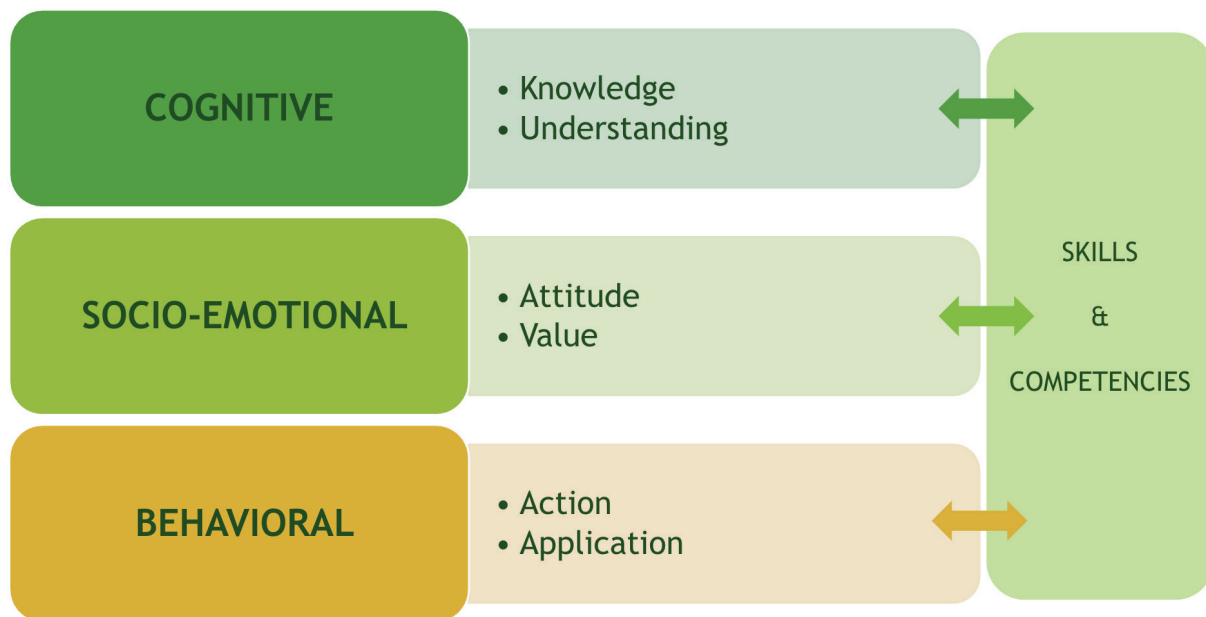 COGNITIVE
• Knowledge
• Understanding
SOCIO-EMOTIONAL
• Attitude
• Value
BEHAVIORAL
• Action
• Application
SKILLS
&
COMPETENCIES